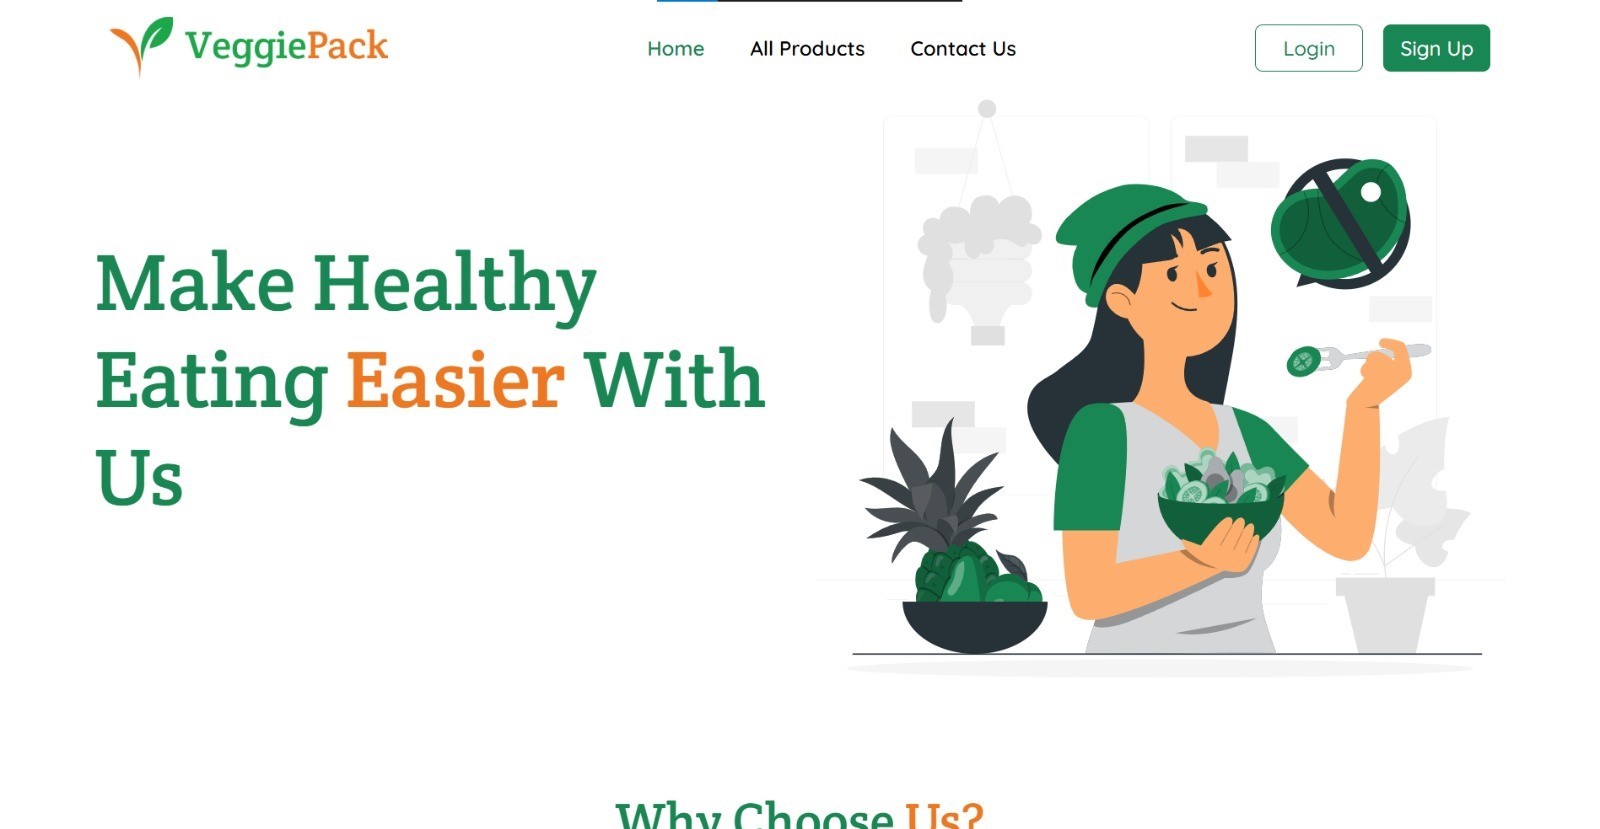 VeggiePack
Home All Products Contact Us
Login Sign Up
Make Healthy
Eating Easier With
Us
Why Choose Us?